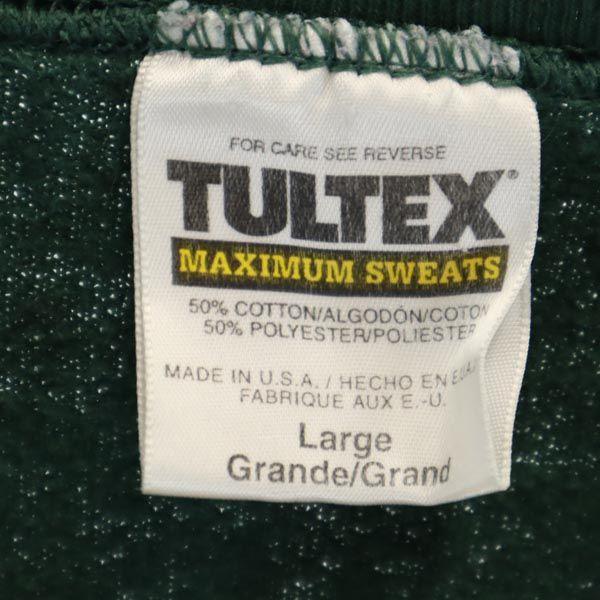 FOR CARE SEE REVERSE
TULTEX®
MAXIMUM SWEATS
50% COTTON/ALGODÓN/COTON
50% POLYESTER/POLIESTER
MADE IN U.S.A. / HECHO EN E.U.A.
FABRIQUE AUX E.-U.
Large
Grande/Grand